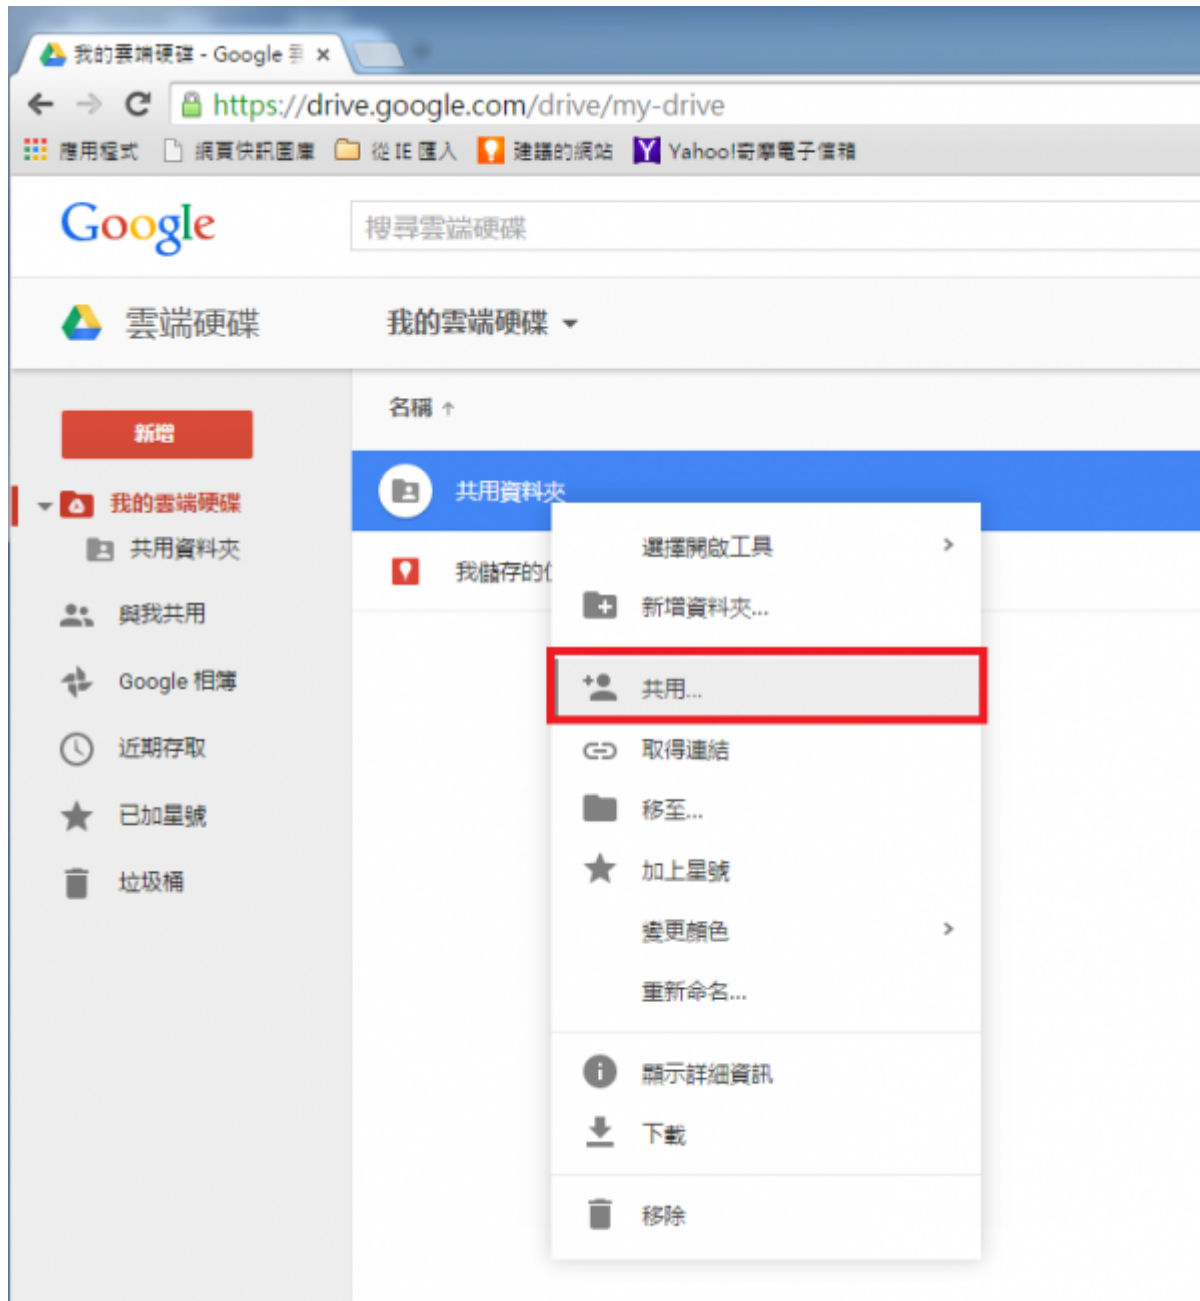 我的雲端硬碟 - Google 雲
https://drive.google.com/drive/my-drive
應用程式 網頁快訊圖庫 從 IE 匯入 建議的網站 Yahoo!奇摩電子信箱
Google 搜尋雲端硬碟
雲端硬碟 我的雲端硬碟
名稱
新增
共用資料夾
我的雲端硬碟
共用資料夾
我儲存的
與我共用
Google 相簿
近期存取
已加星號
垃圾桶
選擇開啟工具
新增資料夾...
共用...
取得連結
移至...
加上星號
變更顏色
重新命名...
顯示詳細資訊
下載
移除